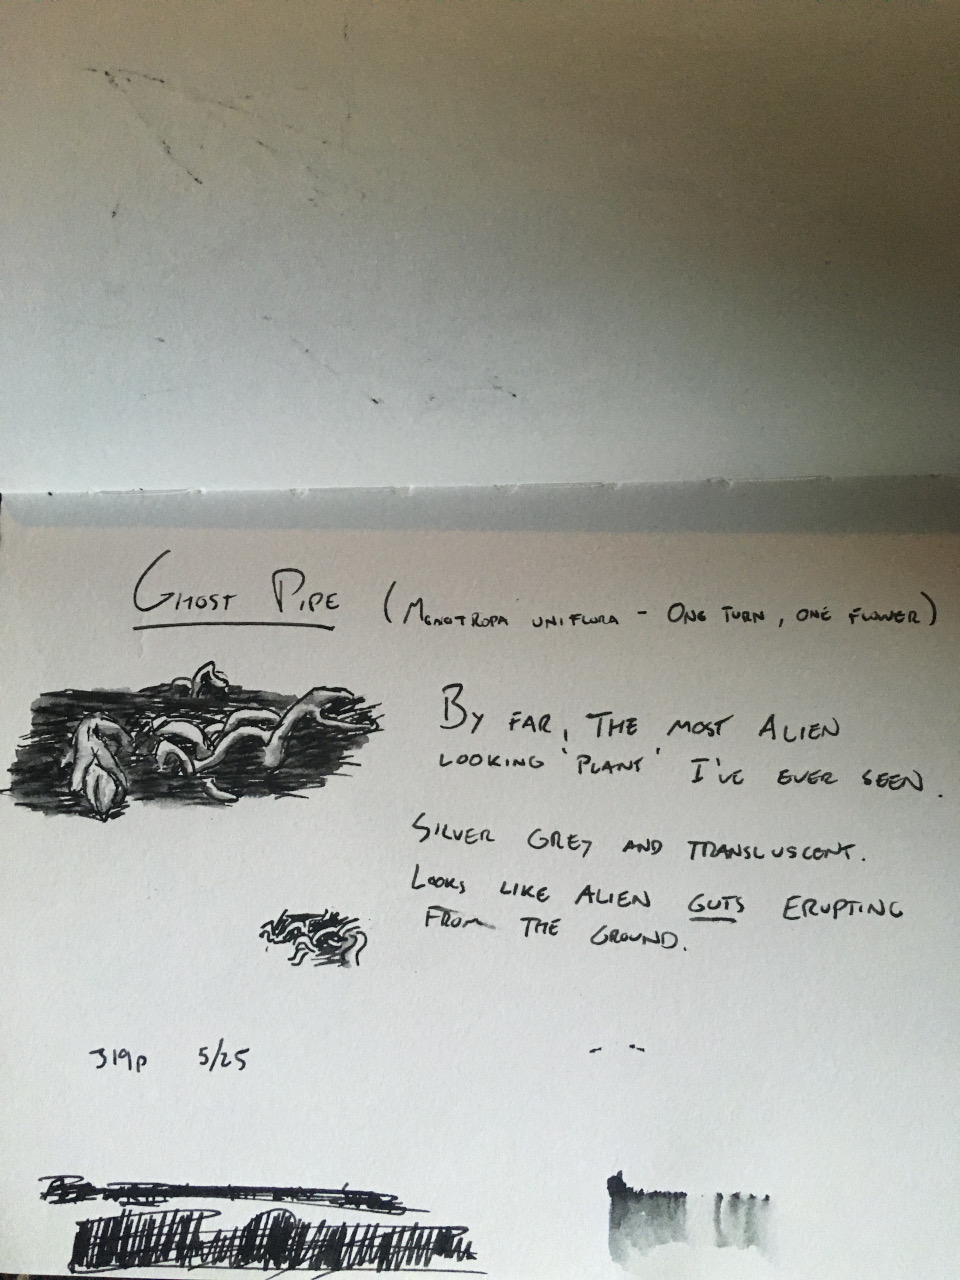 GHOST PIPE (MONOTROPA UNIFLORA - ONE TURN, ONE FLOWER)
BY FAR, THE MOST ALIEN
LOOKING 'PLANT' I'VE EVER SEEN.
SILVER GREY AND TRANSLUSCENT.
LOOKS LIKE ALIEN GUTS ERUPTING
FROM THE GROUND.
319p 5/25